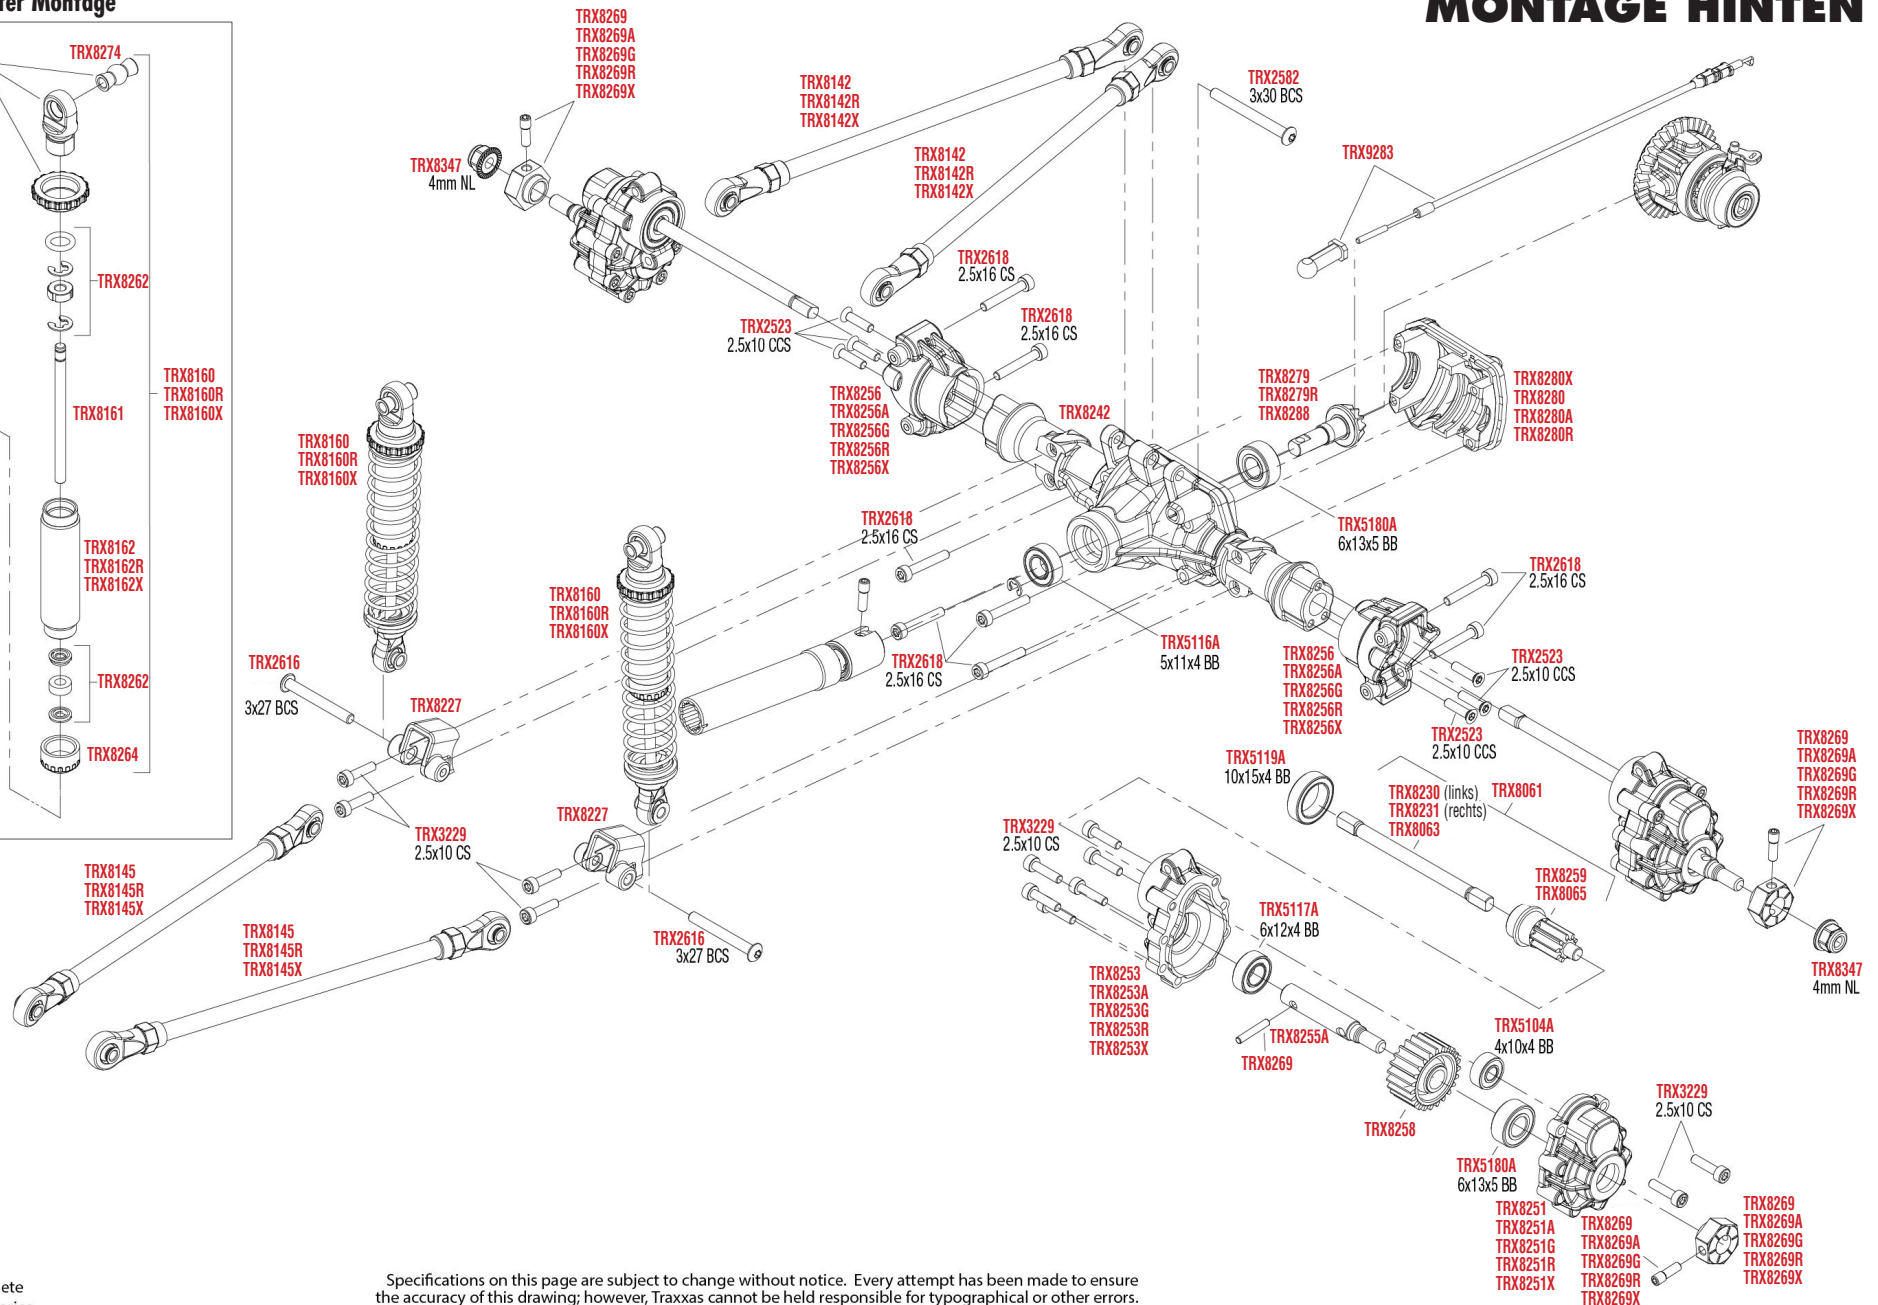 MONTAGE HINTEN
Montage
TRX8274
TRX8262
TRX8161
TRX8160
TRX8160R
TRX8160X
TRX8162
TRX8162R
TRX8162X
TRX8262
TRX8264
TRX8269
TRX8269A
TRX8269G
TRX8269R
TRX8269X
TRX8347
4mm NL
TRX8142
TRX8142R
TRX8142X
TRX8142
TRX8142R
TRX8142X
TRX2582
3x30 BCS
TRX9283
TRX2618
2.5x16 CS
TRX2618
2.5x16 CS
TRX2523
2.5x10 CCS
TRX8256
TRX8256A
TRX8256G
TRX8256R
TRX8256X
TRX8242
TRX8279
TRX8279R
TRX8288
TRX8280X
TRX8280
TRX8280A
TRX8280R
TRX8160
TRX8160R
TRX8160X
TRX2618
2.5x16 CS
TRX5180A
6x13x5 BB
TRX2618
2.5x16 CS
TRX8160
TRX8160R
TRX8160X
TRX5116A
5x11x4 BB
TRX2618
2.5x16 CS
TRX2616
3x27 BCS
TRX8227
TRX8256
TRX8256A
TRX8256G
TRX8256R
TRX8256X
TRX2523
2.5x10 CCS
TRX2523
2.5x10 CCS
TRX8269
TRX8269A
TRX8269G
TRX8269R
TRX8269X
TRX5119A
10x15x4 BB
TRX8230 (links)
TRX8231 (rechts)
TRX8063
TRX8061
TRX8227
TRX3229
2.5x10 CS
TRX3229
2.5x10 CS
TRX8145
TRX8145R
TRX8145X
TRX8259
TRX8065
TRX5117A
6x12x4 BB
TRX8145
TRX8145R
TRX8145X
TRX2616
3x27 BCS
TRX8347
4mm NL
TRX8253
TRX8253A
TRX8253G
TRX8253R
TRX8253X
TRX8255A
TRX8269
TRX5104A
4x10x4 BB
TRX8258
TRX3229
2.5x10 CS
TRX5180A
6x13x5 BB
TRX8251
TRX8251A
TRX8251G
TRX8251R
TRX8251X
TRX8269
TRX8269A
TRX8269G
TRX8269R
TRX8269X
TRX8269
TRX8269A
TRX8269G
TRX8269R
TRX8269X
ete
Specifications on this page are subject to change without notice. Every attempt has been made to ensure
the accuracy of this drawing; however, Traxxas cannot be held responsible for typographical or other errors.